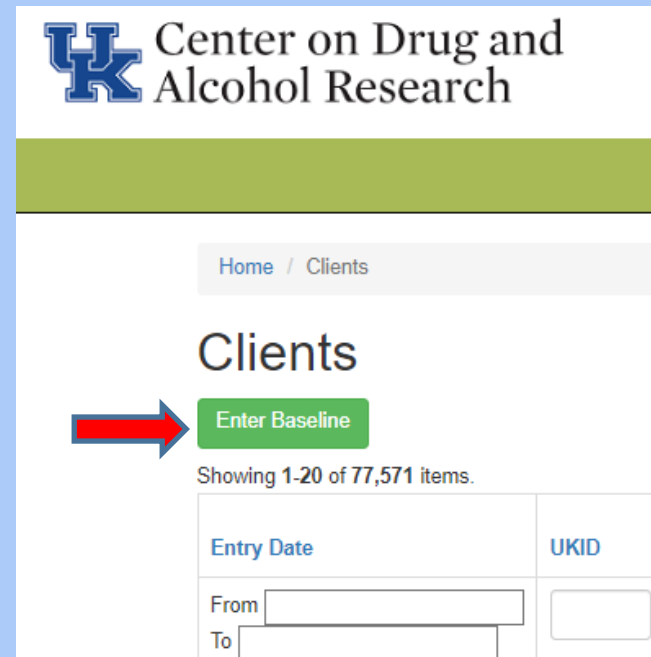 UK Center on Drug and
Alcohol Research
Home / Clients
Clients
Enter Baseline
Showing 1-20 of 77,571 items.
Entry Date UKID
From
To